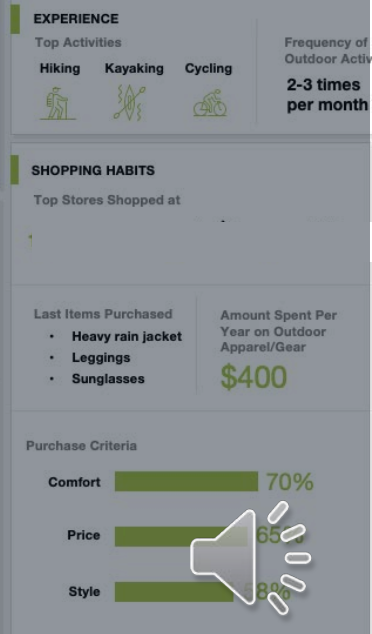 EXPERIENCE
Top Activities
Hiking Kayaking Cycling
Frequency of
Outdoor Activ
2-3 times
per month
SHOPPING HABITS
Top Stores Shopped at
Last Items Purchased
• Heavy rain jacket
• Leggings
• Sunglasses
Amount Spent Per
Year on Outdoor
Apparel/Gear
$400
Purchase Criteria
Comfort 70%
Price 65%
Style